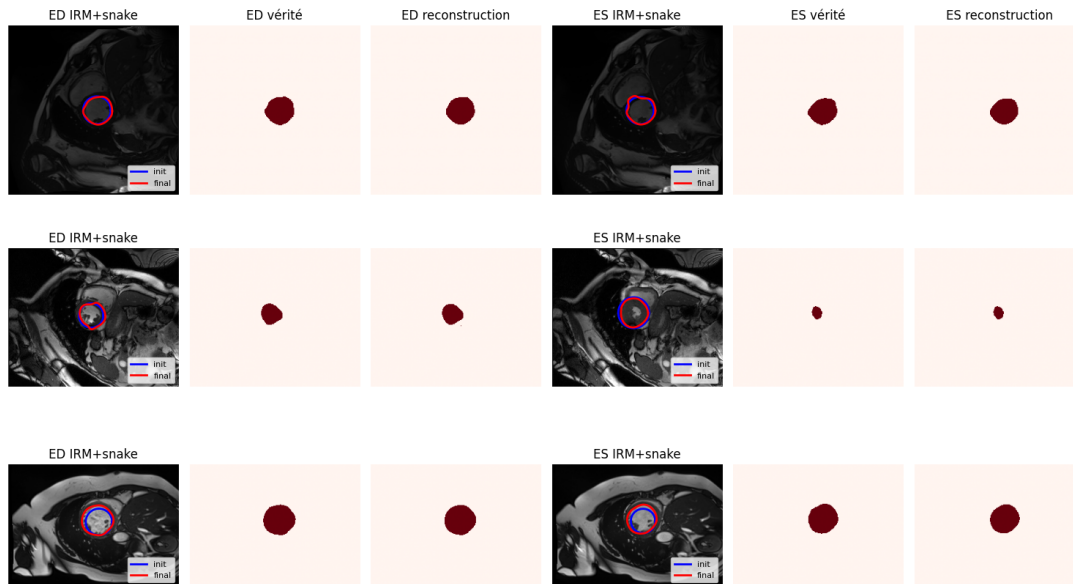 ED IRM+snake
ED vérité
ED reconstruction
ES IRM+snake
ES vérité
ES reconstruction
init
final
init
final
ED IRM+snake
ES IRM+snake
init
final
init
final
ED IRM+snake
ES IRM+snake
init
final
init
final